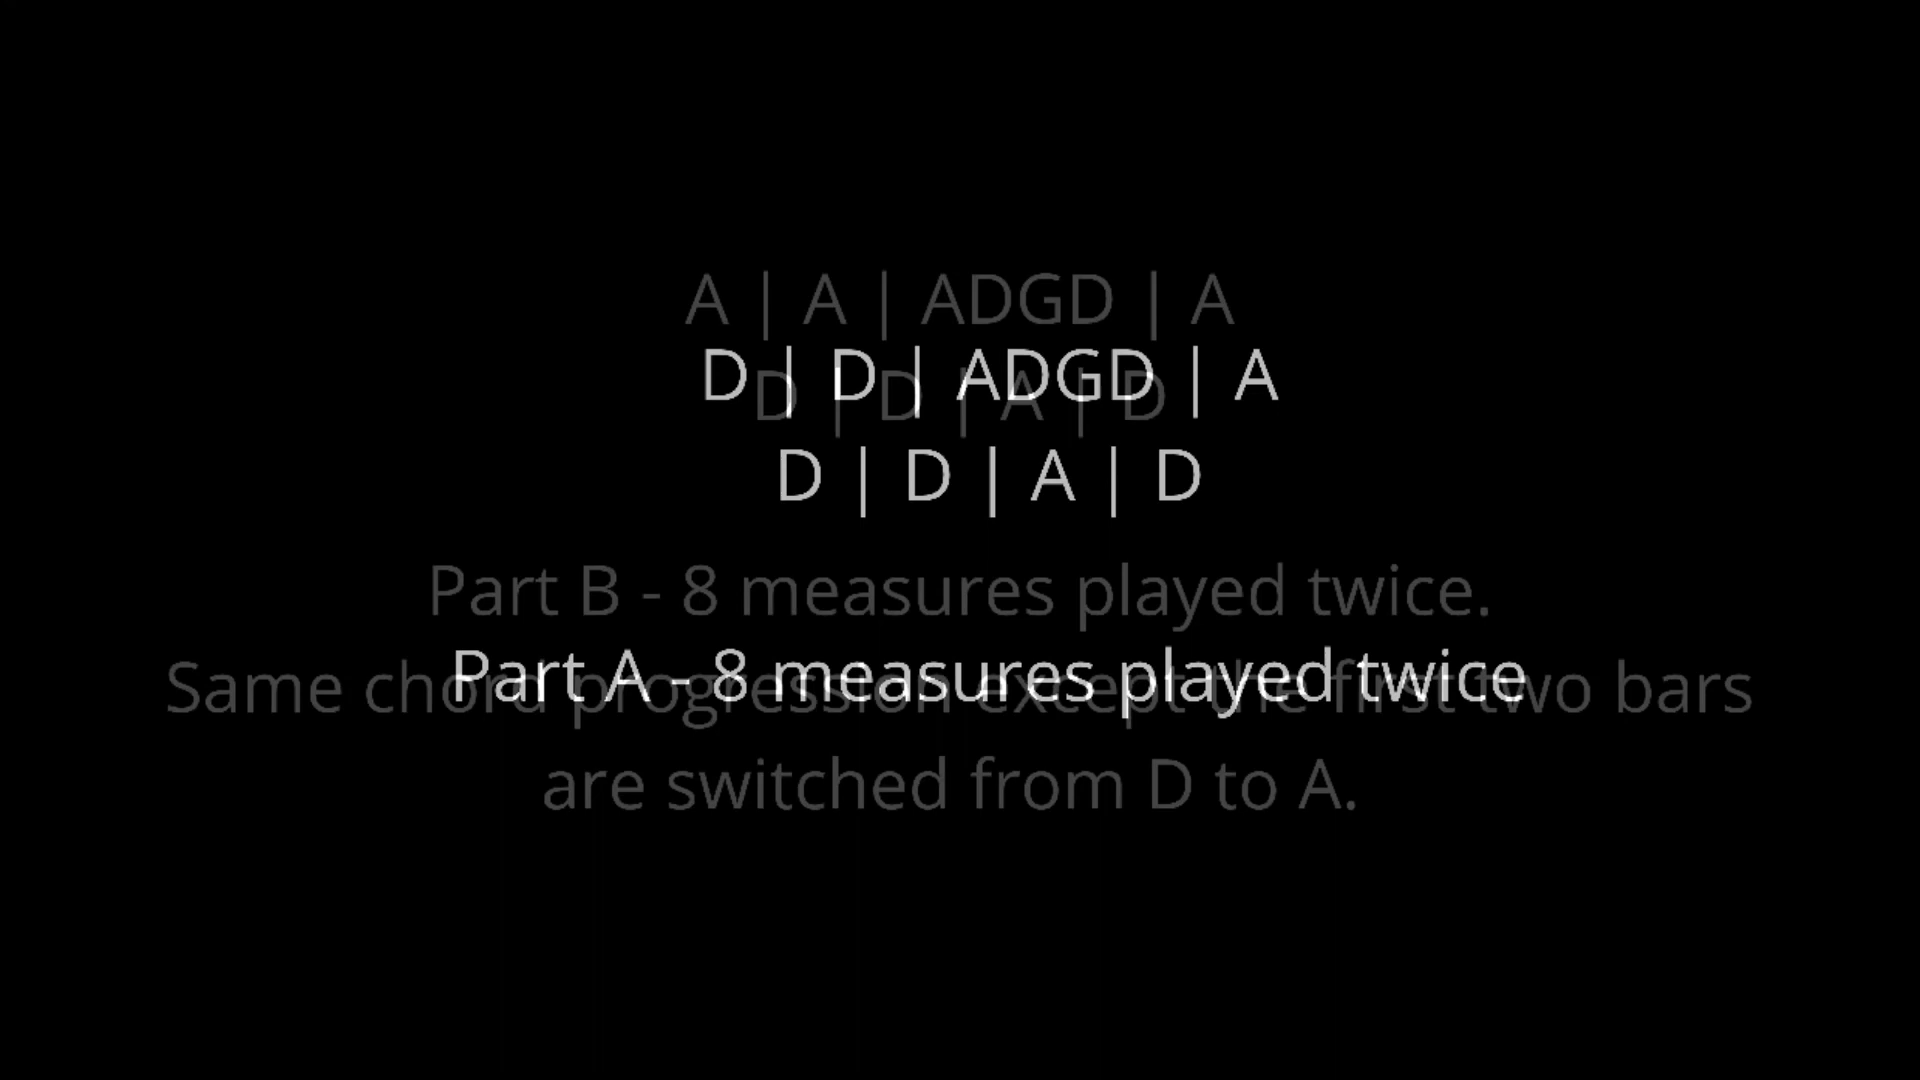 A | A | ADGD | A
D | D | ADGD | A
D | D | A | D
D | D | A | D
Part B - 8 measures played twice.
Part A - 8 measures played twice
Same chord progression except the first two bars
are switched from D to A.